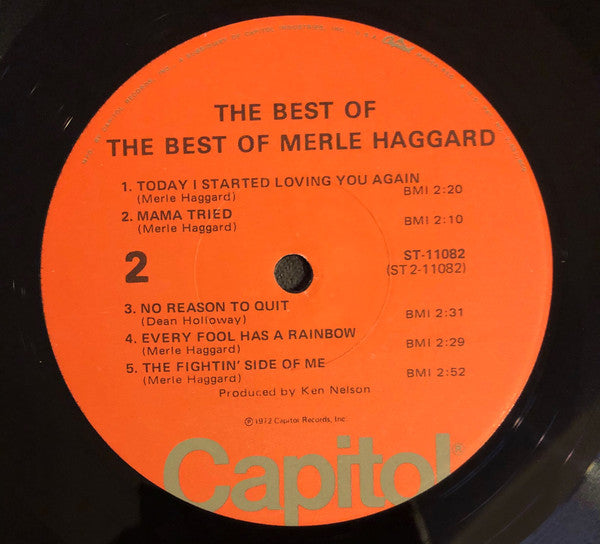 THE BEST OF
THE BEST OF MERLE HAGGARD
1. TODAY I STARTED LOVING YOU AGAIN
(Merle Haggard) BMI 2:20
2. MAMA TRIED
(Merle Haggard) BMI 2:10
2 ST-11082
(ST2-11082)
3. NO REASON TO QUIT
(Dean Holloway) BMI 2:31
4. EVERY FOOL HAS A RAINBOW
(Merle Haggard) BMI 2:29
5. THE FIGHTIN' SIDE OF ME
(Merle Haggard) BMI 2:52
Produced by Ken Nelson
℗1972 Capitol Records, Inc.
Capitol